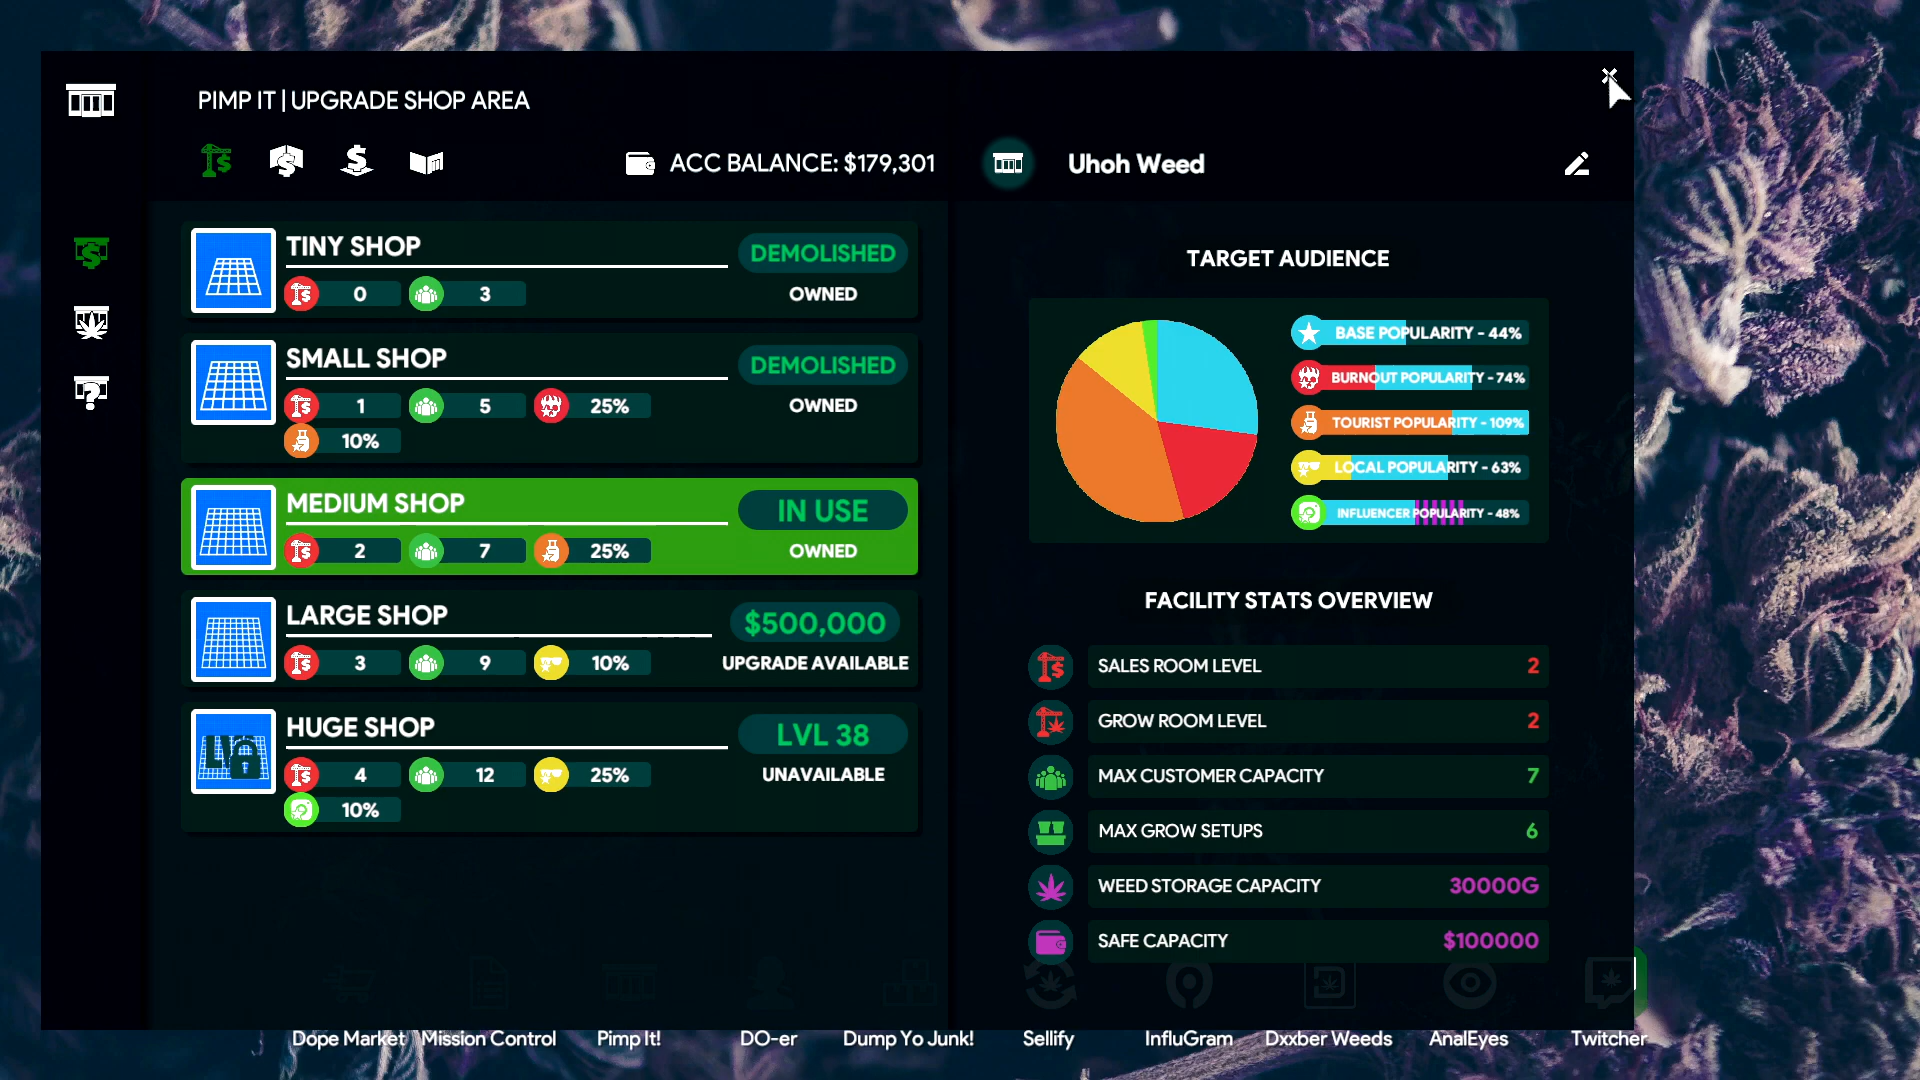 PIMP IT | UPGRADE SHOP AREA
ACC BALANCE: $179,301
Uhoh Weed
TINY SHOP
DEMOLISHED
0
3
OWNED
SMALL SHOP
DEMOLISHED
1
5
25%
OWNED
10%
MEDIUM SHOP
IN USE
2
7
25%
OWNED
LARGE SHOP
$500,000
3
9
10%
UPGRADE AVAILABLE
HUGE SHOP
LVL 38
4
12
25%
UNAVAILABLE
10%
TARGET AUDIENCE
BASE POPULARITY - 44%
BURNOUT POPULARITY - 74%
TOURIST POPULARITY - 109%
LOCAL POPULARITY - 63%
INFLUENCER POPULARITY - 48%
FACILITY STATS OVERVIEW
SALES ROOM LEVEL 2
GROW ROOM LEVEL 2
MAX CUSTOMER CAPACITY 7
MAX GROW SETUPS 6
WEED STORAGE CAPACITY 30000G
SAFE CAPACITY $100000
Dope Market Mission Control Pimp It! DO-er Dump Yo Junk! Sellify InfluGram Dxxber Weeds AnalEyes Twitcher